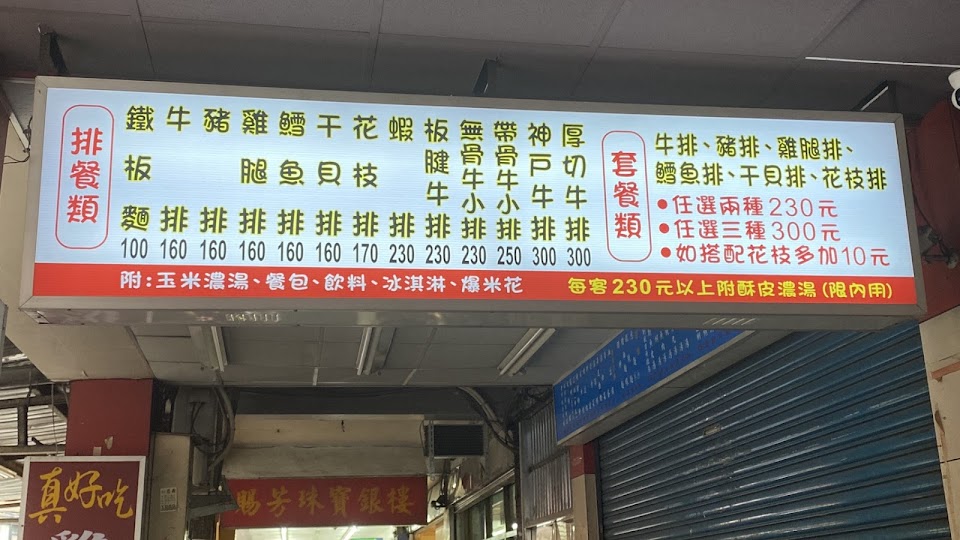 排餐類
鐵板麵 100
牛排 160
豬排 160
雞腿排 160
鱈魚排 160
干貝排 160
花枝排 170
蝦排 230
板腱牛排 230
無骨牛小排 230
帶骨牛小排 250
神戶牛排 300
厚切牛排 300
套餐類
牛排、豬排、雞腿排、
鱈魚排、干貝排、花枝排
•任選兩種230元
•任選三種300元
•如搭配花枝多加10元
附:玉米濃湯、餐包、飲料、冰淇淋、爆米花
每客230元以上附酥皮濃湯(限內用)
真好吃
雞
賜芳珠寶銀樓